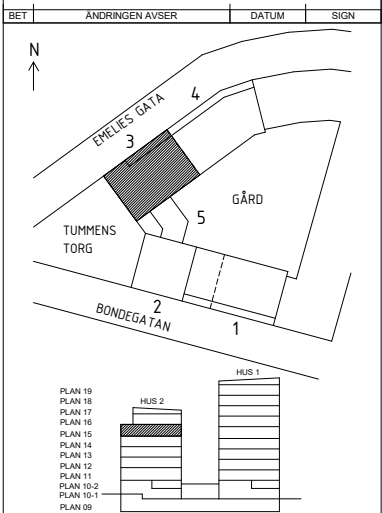 BET ÄNDRINGEN AVSER DATUM SIGN
N
4
EMELIES GATA
3
GÅRD
5
TUMMENS
TORG
2
BONDEGATAN
1
HUS 1
PLAN 19
PLAN 18
HUS 2
PLAN 17
PLAN 16
PLAN 15
PLAN 14
PLAN 13
PLAN 12
PLAN 11
PLAN 10-2
PLAN 10-1
PLAN 09